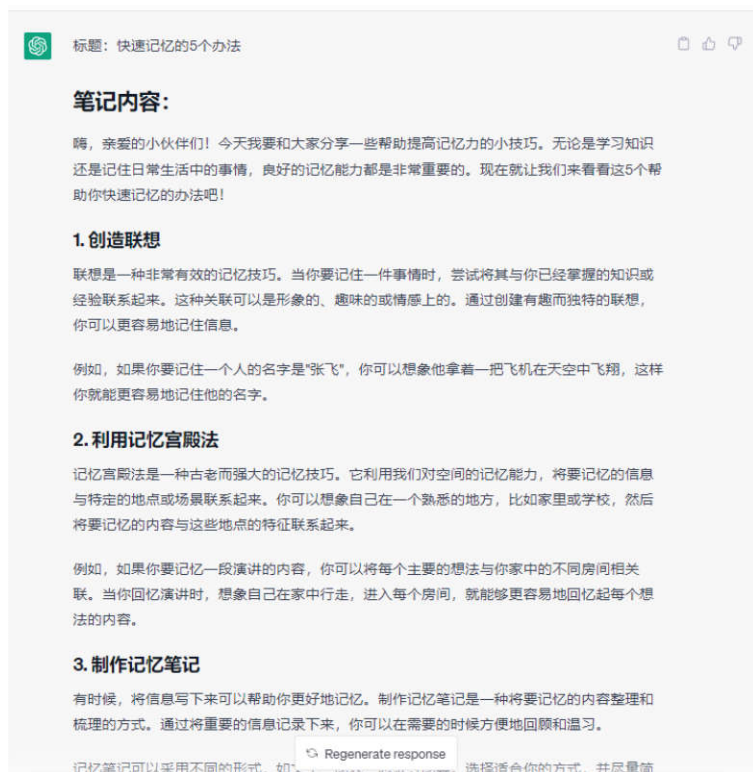 标题：快速记忆的5个办法
笔记内容：
嗨，亲爱的小伙伴们！今天我要和大家分享一些帮助提高记忆力的小技巧。无论是学习知识
还是记住日常生活中的事情，良好的记忆能力都是非常重要的。现在就让我们来看看这5个帮
助你快速记忆的办法吧！
1. 创造联想
联想是一种非常有效的记忆技巧。当你要记住一件事情时，尝试将其与你已经掌握的知识或
经验联系起来。这种关联可以是形象的、趣味的或情感上的。通过创建有趣而独特的联想，
你可以更容易地记住信息。
例如，如果你要记住一个人的名字是"张飞"，你可以想象他拿着一把飞机在天空中飞翔，这样
你就能更容易地记住他的名字。
2. 利用记忆宫殿法
记忆宫殿法是一种古老而强大的记忆技巧。它利用我们对空间的记忆能力，将要记忆的信息
与特定的地点或场景联系起来。你可以想象自己在一个熟悉的地方，比如家里或学校，然后
将要记忆的内容与这些地点的特征联系起来。
例如，如果你要记忆一段演讲的内容，你可以将每个主要的想法与你家中的不同房间相关
联。当你回忆演讲时，想象自己在家中行走，进入每个房间，就能够更容易地回忆起每个想
法的内容。
3. 制作记忆笔记
有时候，将信息写下来可以帮助你更好地记忆。制作记忆笔记是一种将要记忆的内容整理和
梳理的方式。通过将重要的信息记录下来，你可以在需要的时候方便地回顾和温习。
Regenerate response
记忆笔记可以采用不同的形式，如 选择适合你的方式，并尽量简